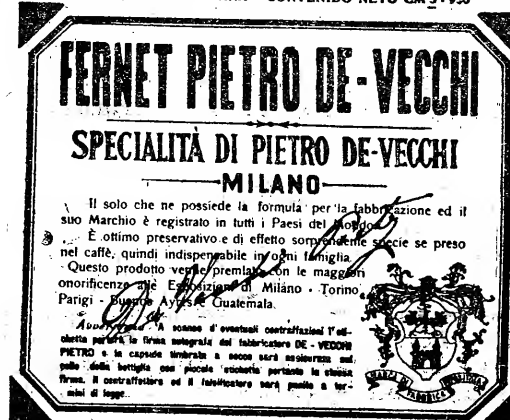 CONTENIDO NETO
FERNET PIETRO DE-VECCHI
SPECIALITÀ DI PIETRO DE-VECCHI
MILANO
Il solo che ne possiede la formula per la fabbricazione ed il
suo Marchio è registrato in tutti i Paesi del Mondo.
È ottimo preservativo e di effetto sorprendente specie se preso
nel caffè, quindi indispensabile in ogni famiglia.
Questo prodotto venne premiato con le maggiori
onorificenze alle Esposizioni di Milano - Torino
Parigi - Buenos Ayres - Guatemala.
A scanso d'eventuali contraffazioni l'eti-
chetta porterà la firma autografa del fabbricatore DE-VECCHI
PIETRO e la capsula timbrata a secco sarà assicurata sul
collo della bottiglia con piccola etichetta portante la stessa
firma. Il contraffattore ed il falsificatore sarà punito a ter-
mini di legge.
MARCA DI FABBRICA